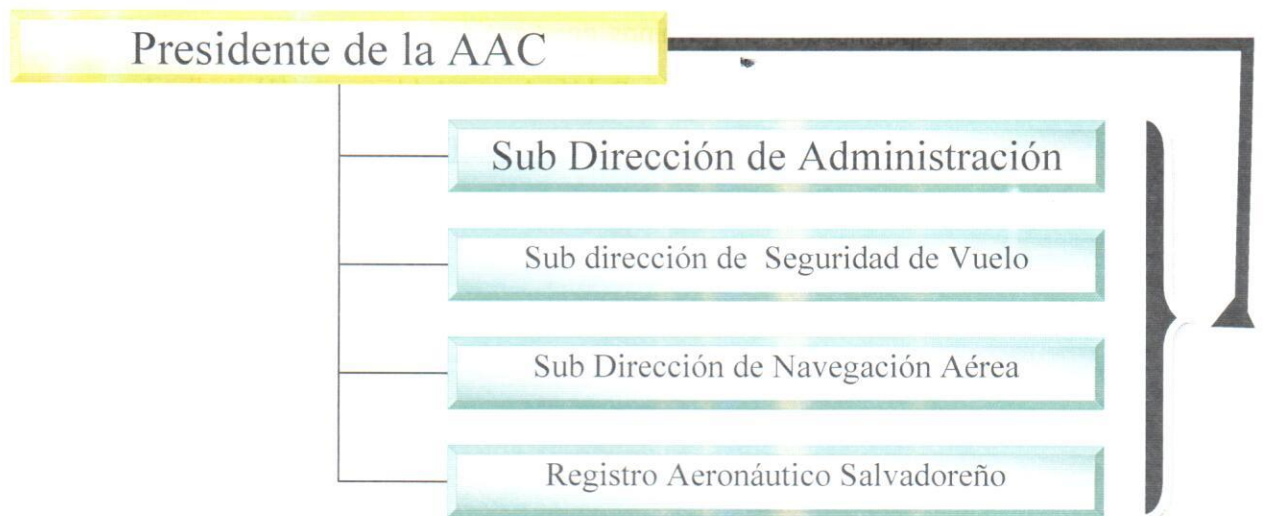 Presidente de la AAC
Sub Dirección de Administración
Sub dirección de Seguridad de Vuelo
Sub Dirección de Navegación Aérea
Registro Aeronáutico Salvadoreño